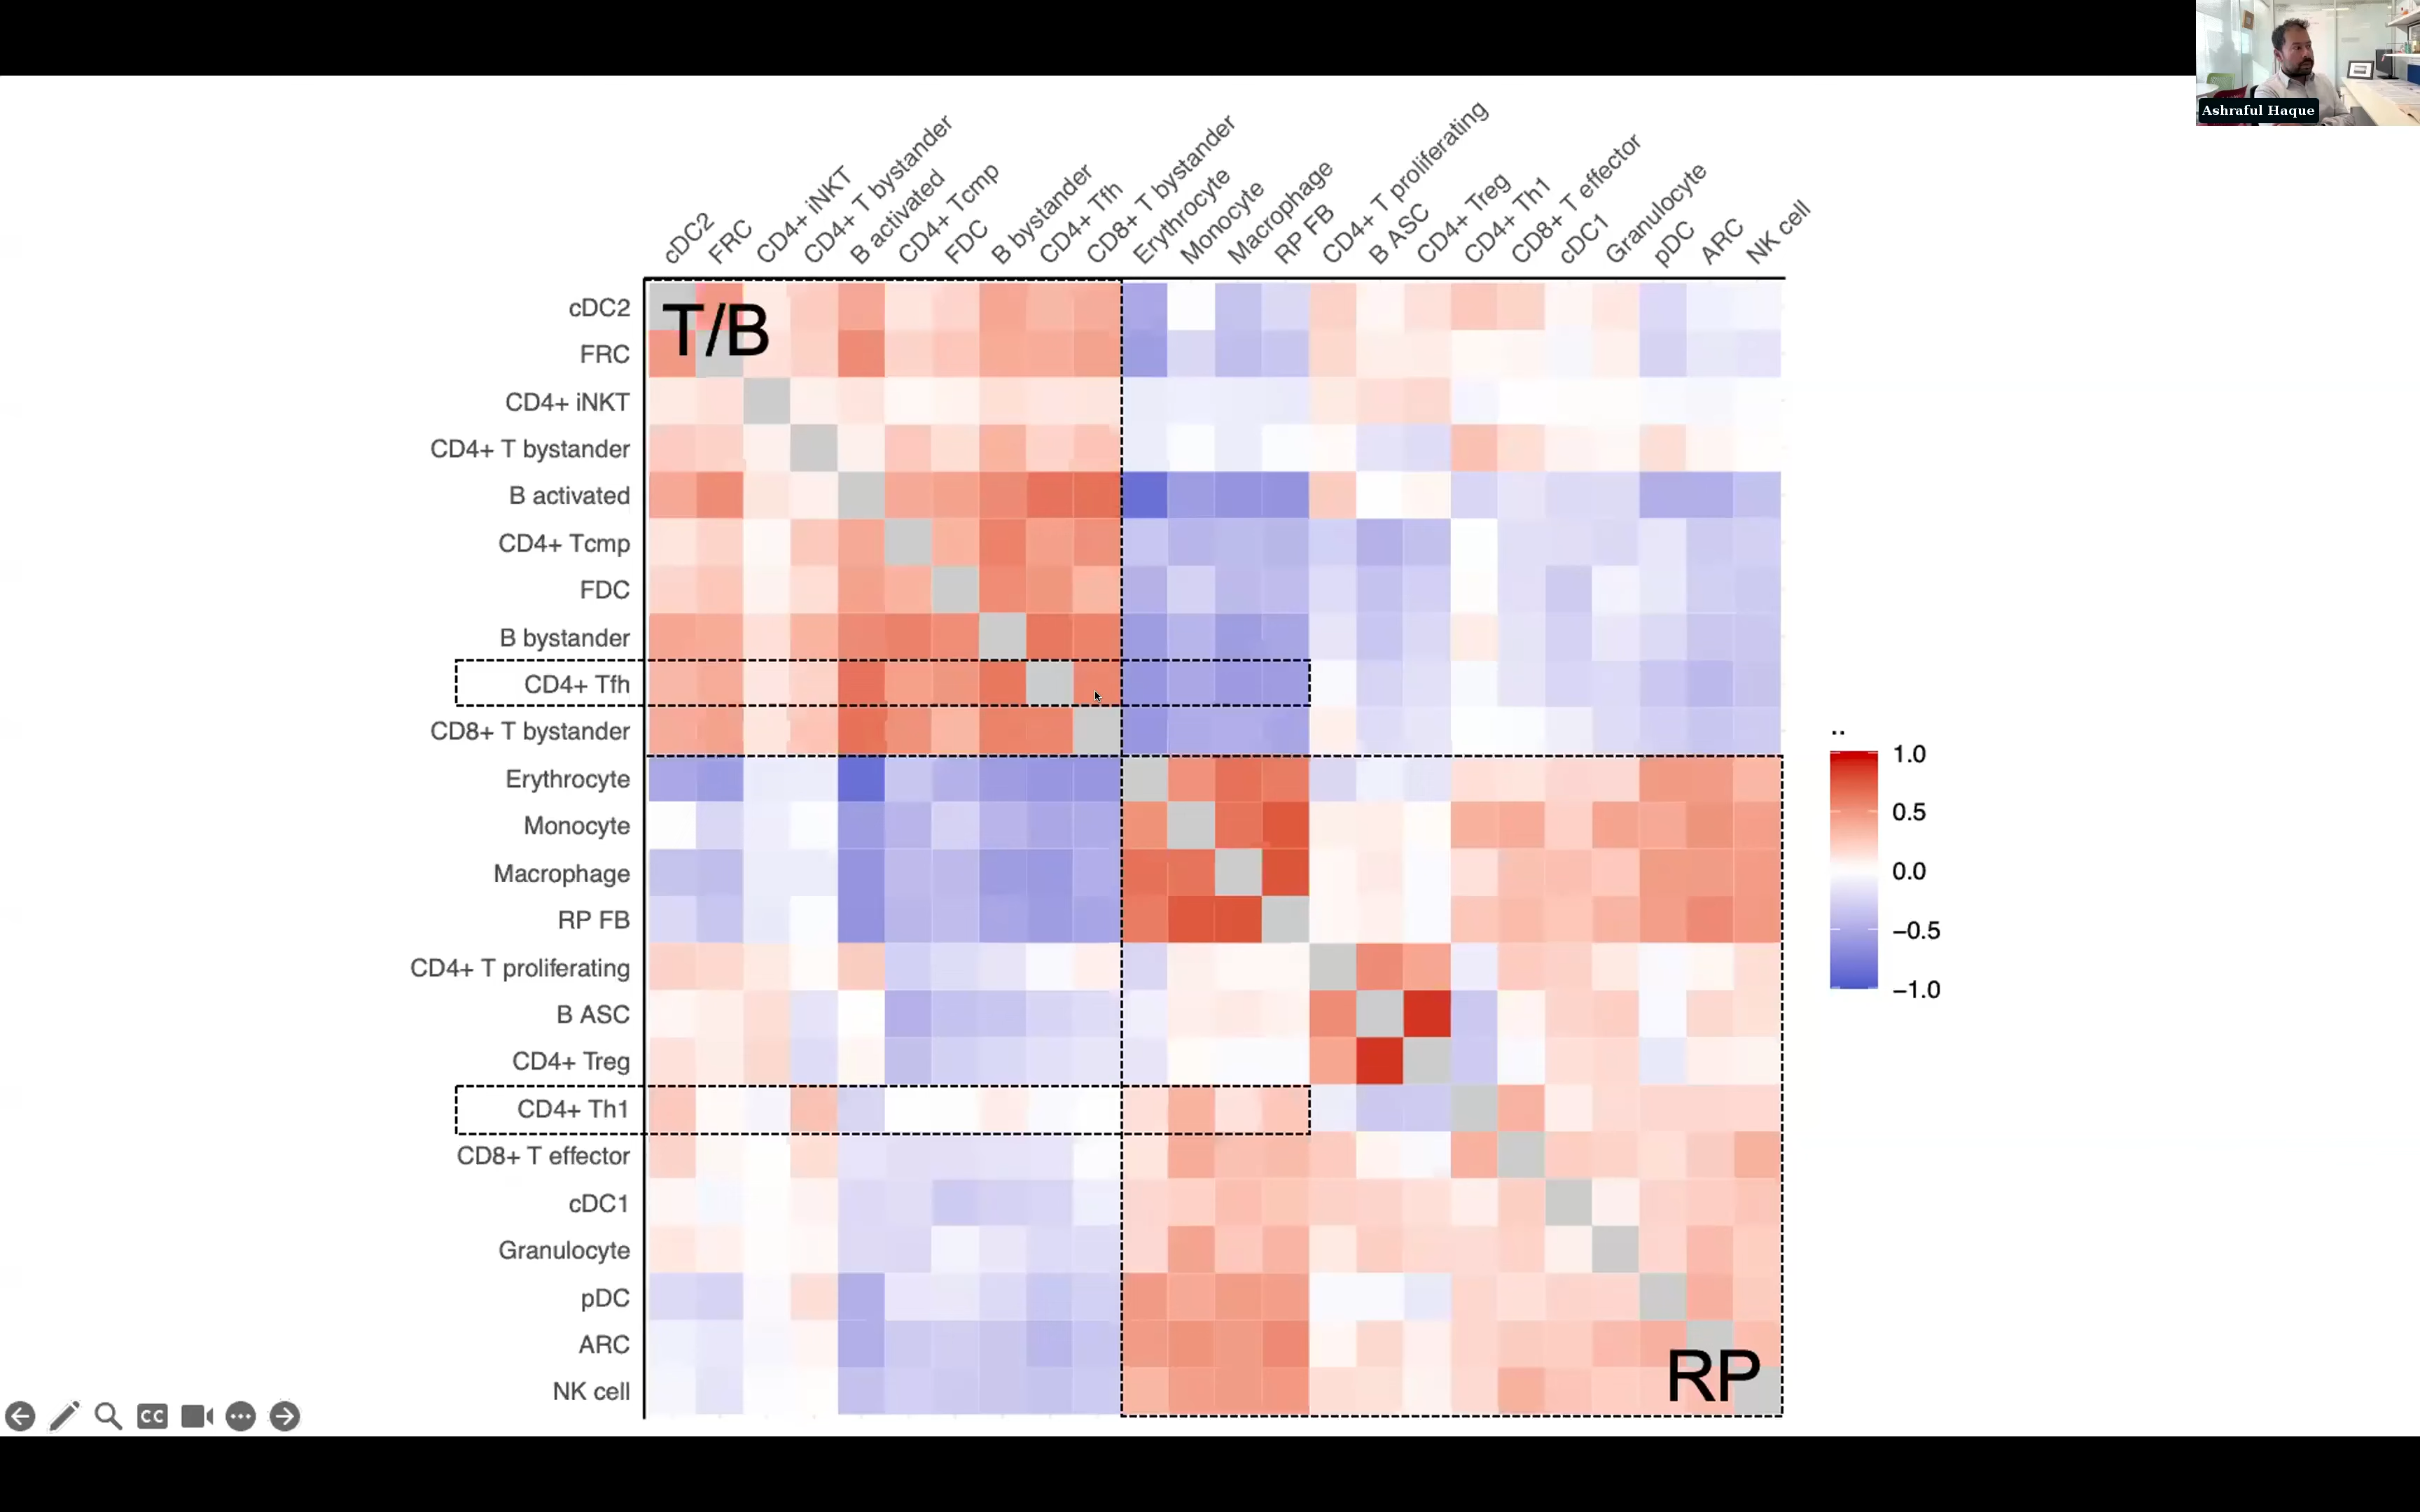 Ashraful Haque
cDC2
FRC
CD4+ iNKT
CD4+ T bystander
B activated
CD4+ Tcmp
FDC
B bystander
CD4+ Tfh
CD8+ T bystander
Erythrocyte
Monocyte
Macrophage
RP FB
CD4+ T proliferating
B ASC
CD4+ Treg
CD4+ Th1
CD8+ T effector
cDC1
Granulocyte
pDC
ARC
NK cell
T/B
cDC2
FRC
CD4+ iNKT
CD4+ T bystander
B activated
CD4+ Tcmp
FDC
B bystander
CD4+ Tfh
CD8+ T bystander
Erythrocyte
Monocyte
Macrophage
RP FB
CD4+ T proliferating
B ASC
CD4+ Treg
CD4+ Th1
CD8+ T effector
cDC1
Granulocyte
pDC
ARC
NK cell
RP
..
1.0
0.5
0.0
−0.5
−1.0
CC